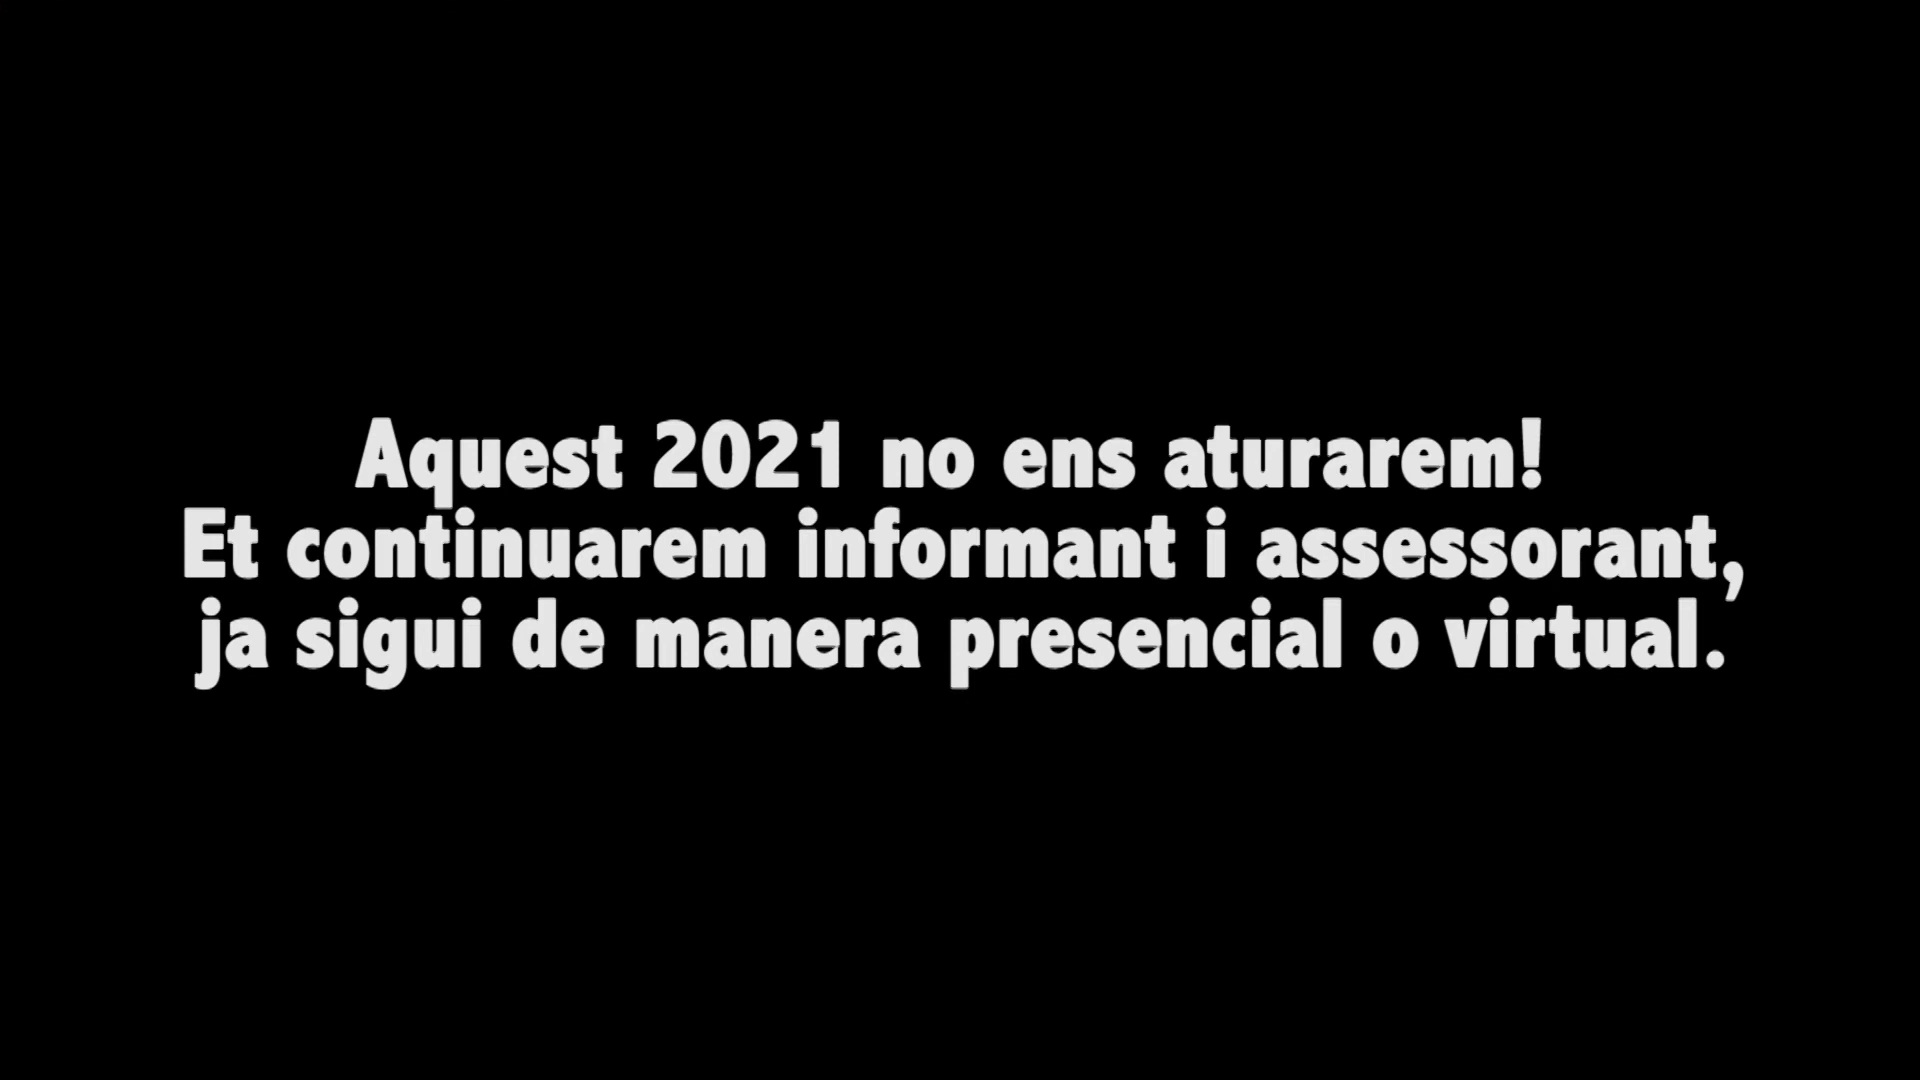 Aquest 2021 no ens aturarem!
Et continuarem informant i assessorant,
ja sigui de manera presencial o virtual.